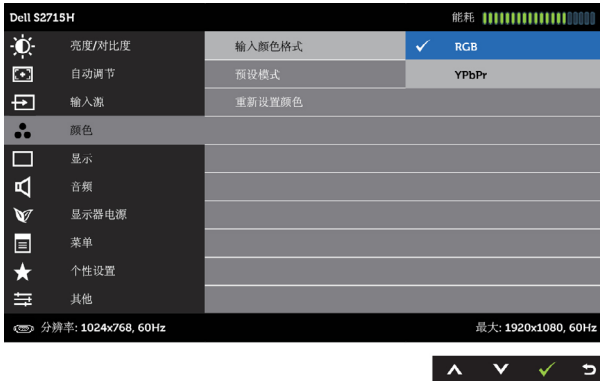 Dell S2715H 能耗
亮度/对比度 输入颜色格式 RGB
自动调节 预设模式 YPbPr
输入源 重新设置颜色
颜色
显示
音频
显示器电源
菜单
个性设置
其他
分辨率: 1024x768, 60Hz 最大: 1920x1080, 60Hz